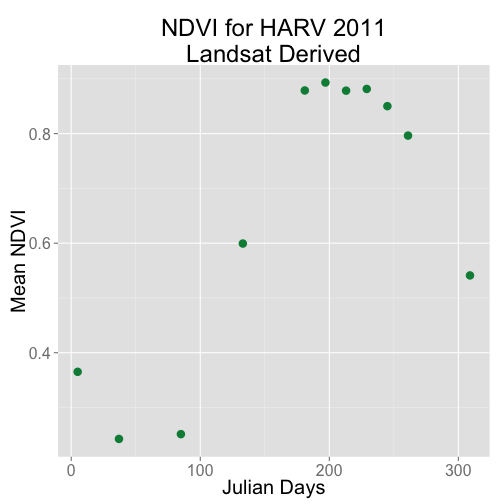 NDVI for HARV 2011
Landsat Derived
Mean NDVI
0.8
0.6
0.4
0 100 200 300
Julian Days